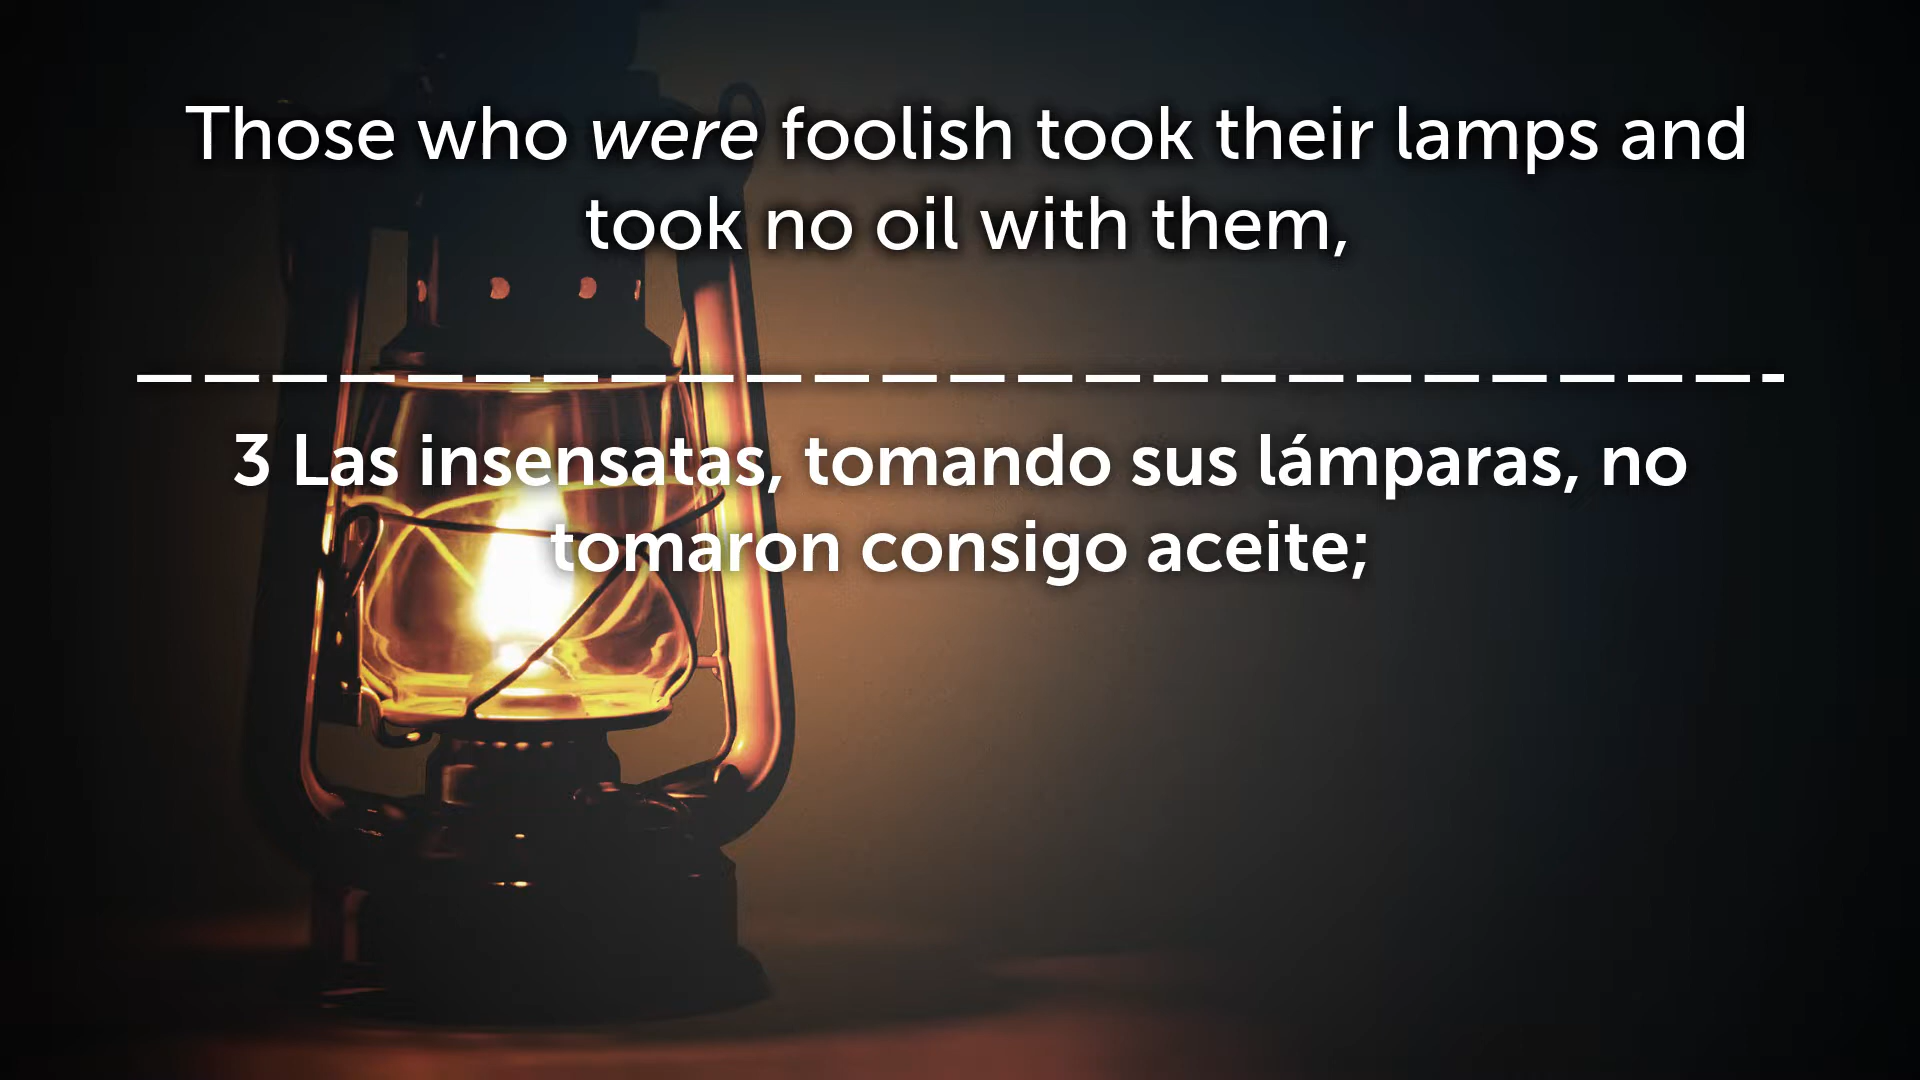 Those who were foolish took their lamps and
took no oil with them,
3 Las insensatas, tomando sus lámparas, no
tomaron consigo aceite;